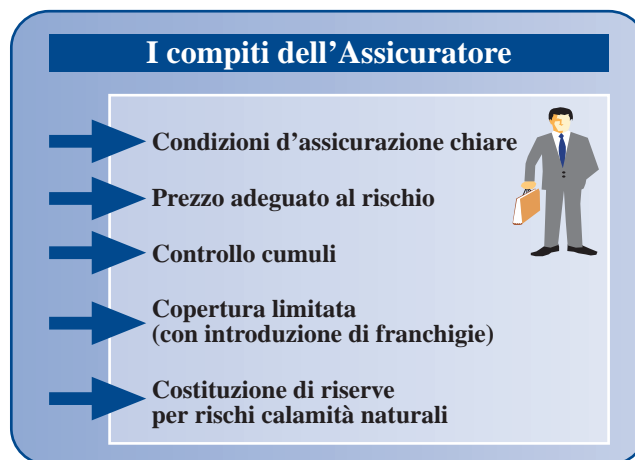 I compiti dell'Assicuratore
Condizioni d'assicurazione chiare
Prezzo adeguato al rischio
Controllo cumuli
Copertura limitata
(con introduzione di franchigie)
Costituzione di riserve
per rischi calamità naturali